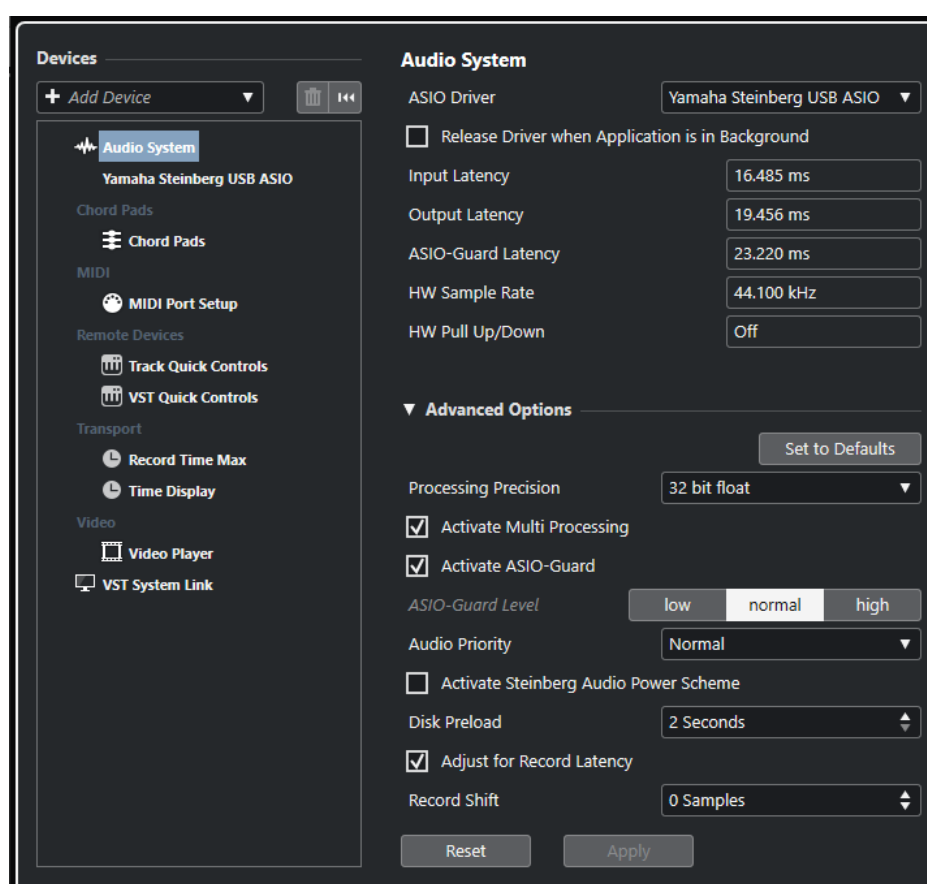 Devices
+ Add Device
Audio System
Yamaha Steinberg USB ASIO
Chord Pads
Chord Pads
MIDI
MIDI Port Setup
Remote Devices
Track Quick Controls
VST Quick Controls
Transport
Record Time Max
Time Display
Video
Video Player
VST System Link
Audio System
ASIO Driver Yamaha Steinberg USB ASIO
Release Driver when Application is in Background
Input Latency 16.485 ms
Output Latency 19.456 ms
ASIO-Guard Latency 23.220 ms
HW Sample Rate 44.100 kHz
HW Pull Up/Down Off
Advanced Options
Set to Defaults
Processing Precision 32 bit float
Activate Multi Processing
Activate ASIO-Guard
ASIO-Guard Level low normal high
Audio Priority Normal
Activate Steinberg Audio Power Scheme
Disk Preload 2 Seconds
Adjust for Record Latency
Record Shift 0 Samples
Reset Apply